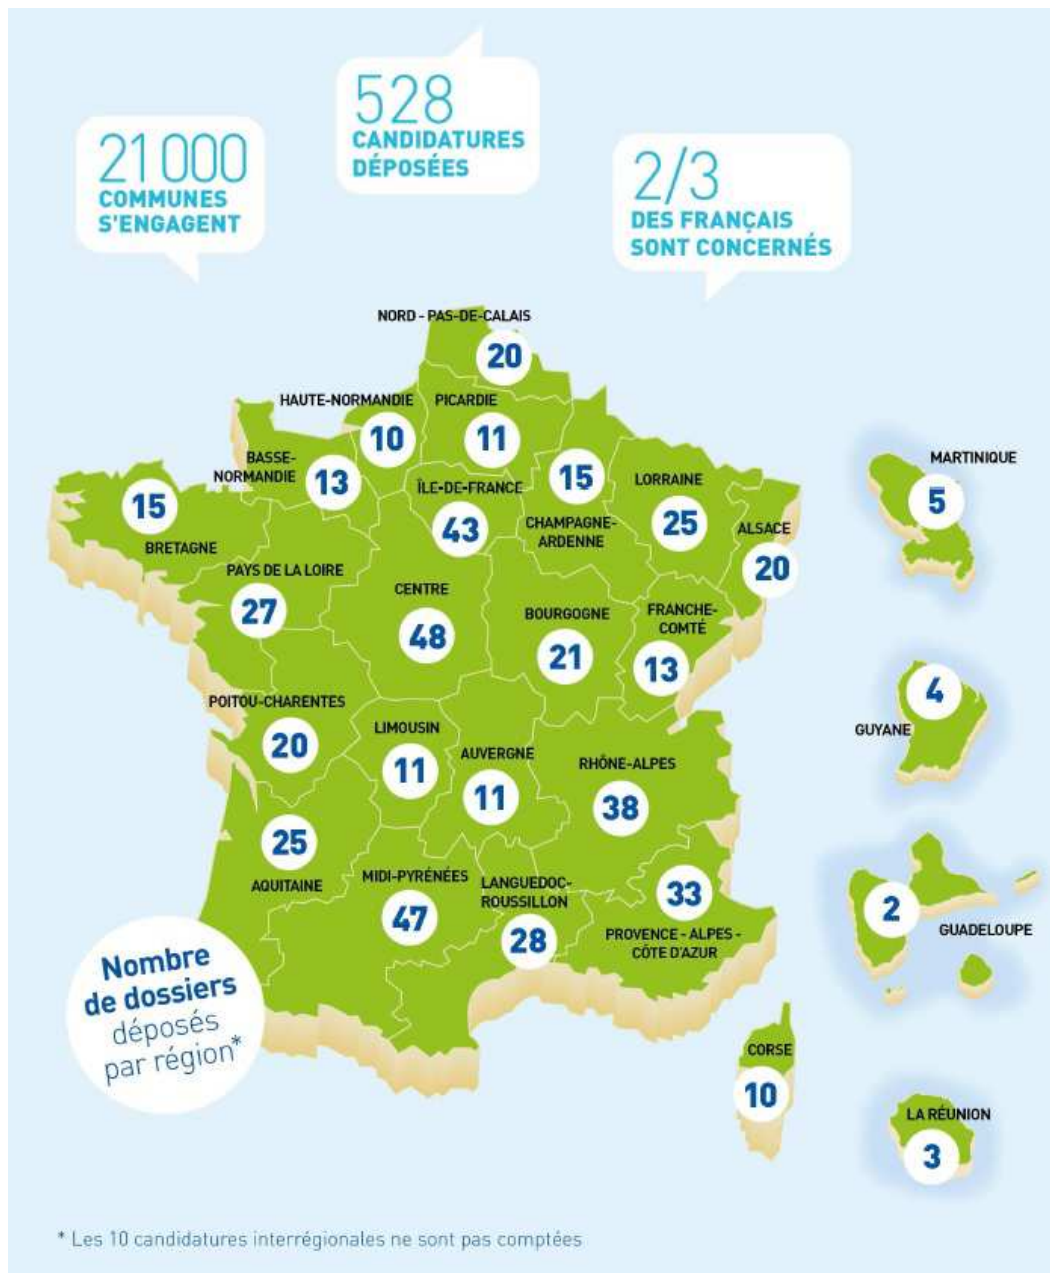 528
CANDIDATURES
DÉPOSÉES
21 000
COMMUNES
S'ENGAGENT
2/3
DES FRANÇAIS
SONT CONCERNÉS
NORD - PAS-DE-CALAIS
20
HAUTE-NORMANDIE
10
PICARDIE
11
BASSE-
NORMANDIE
13
ÎLE-DE-FRANCE
43
15
CHAMPAGNE-
ARDENNE
LORRAINE
25
ALSACE
20
15
BRETAGNE
PAYS DE LA LOIRE
27
CENTRE
48
BOURGOGNE
21
FRANCHE-
COMTÉ
13
POITOU-CHARENTES
20
LIMOUSIN
11
AUVERGNE
11
RHÔNE-ALPES
38
25
AQUITAINE
MIDI-PYRÉNÉES
47
LANGUEDOC-
ROUSSILLON
28
33
PROVENCE - ALPES -
CÔTE D'AZUR
CORSE
10
MARTINIQUE
5
4
GUYANE
2
GUADELOUPE
LA RÉUNION
3
Nombre
de dossiers
déposés
par région*
* Les 10 candidatures interrégionales ne sont pas comptées